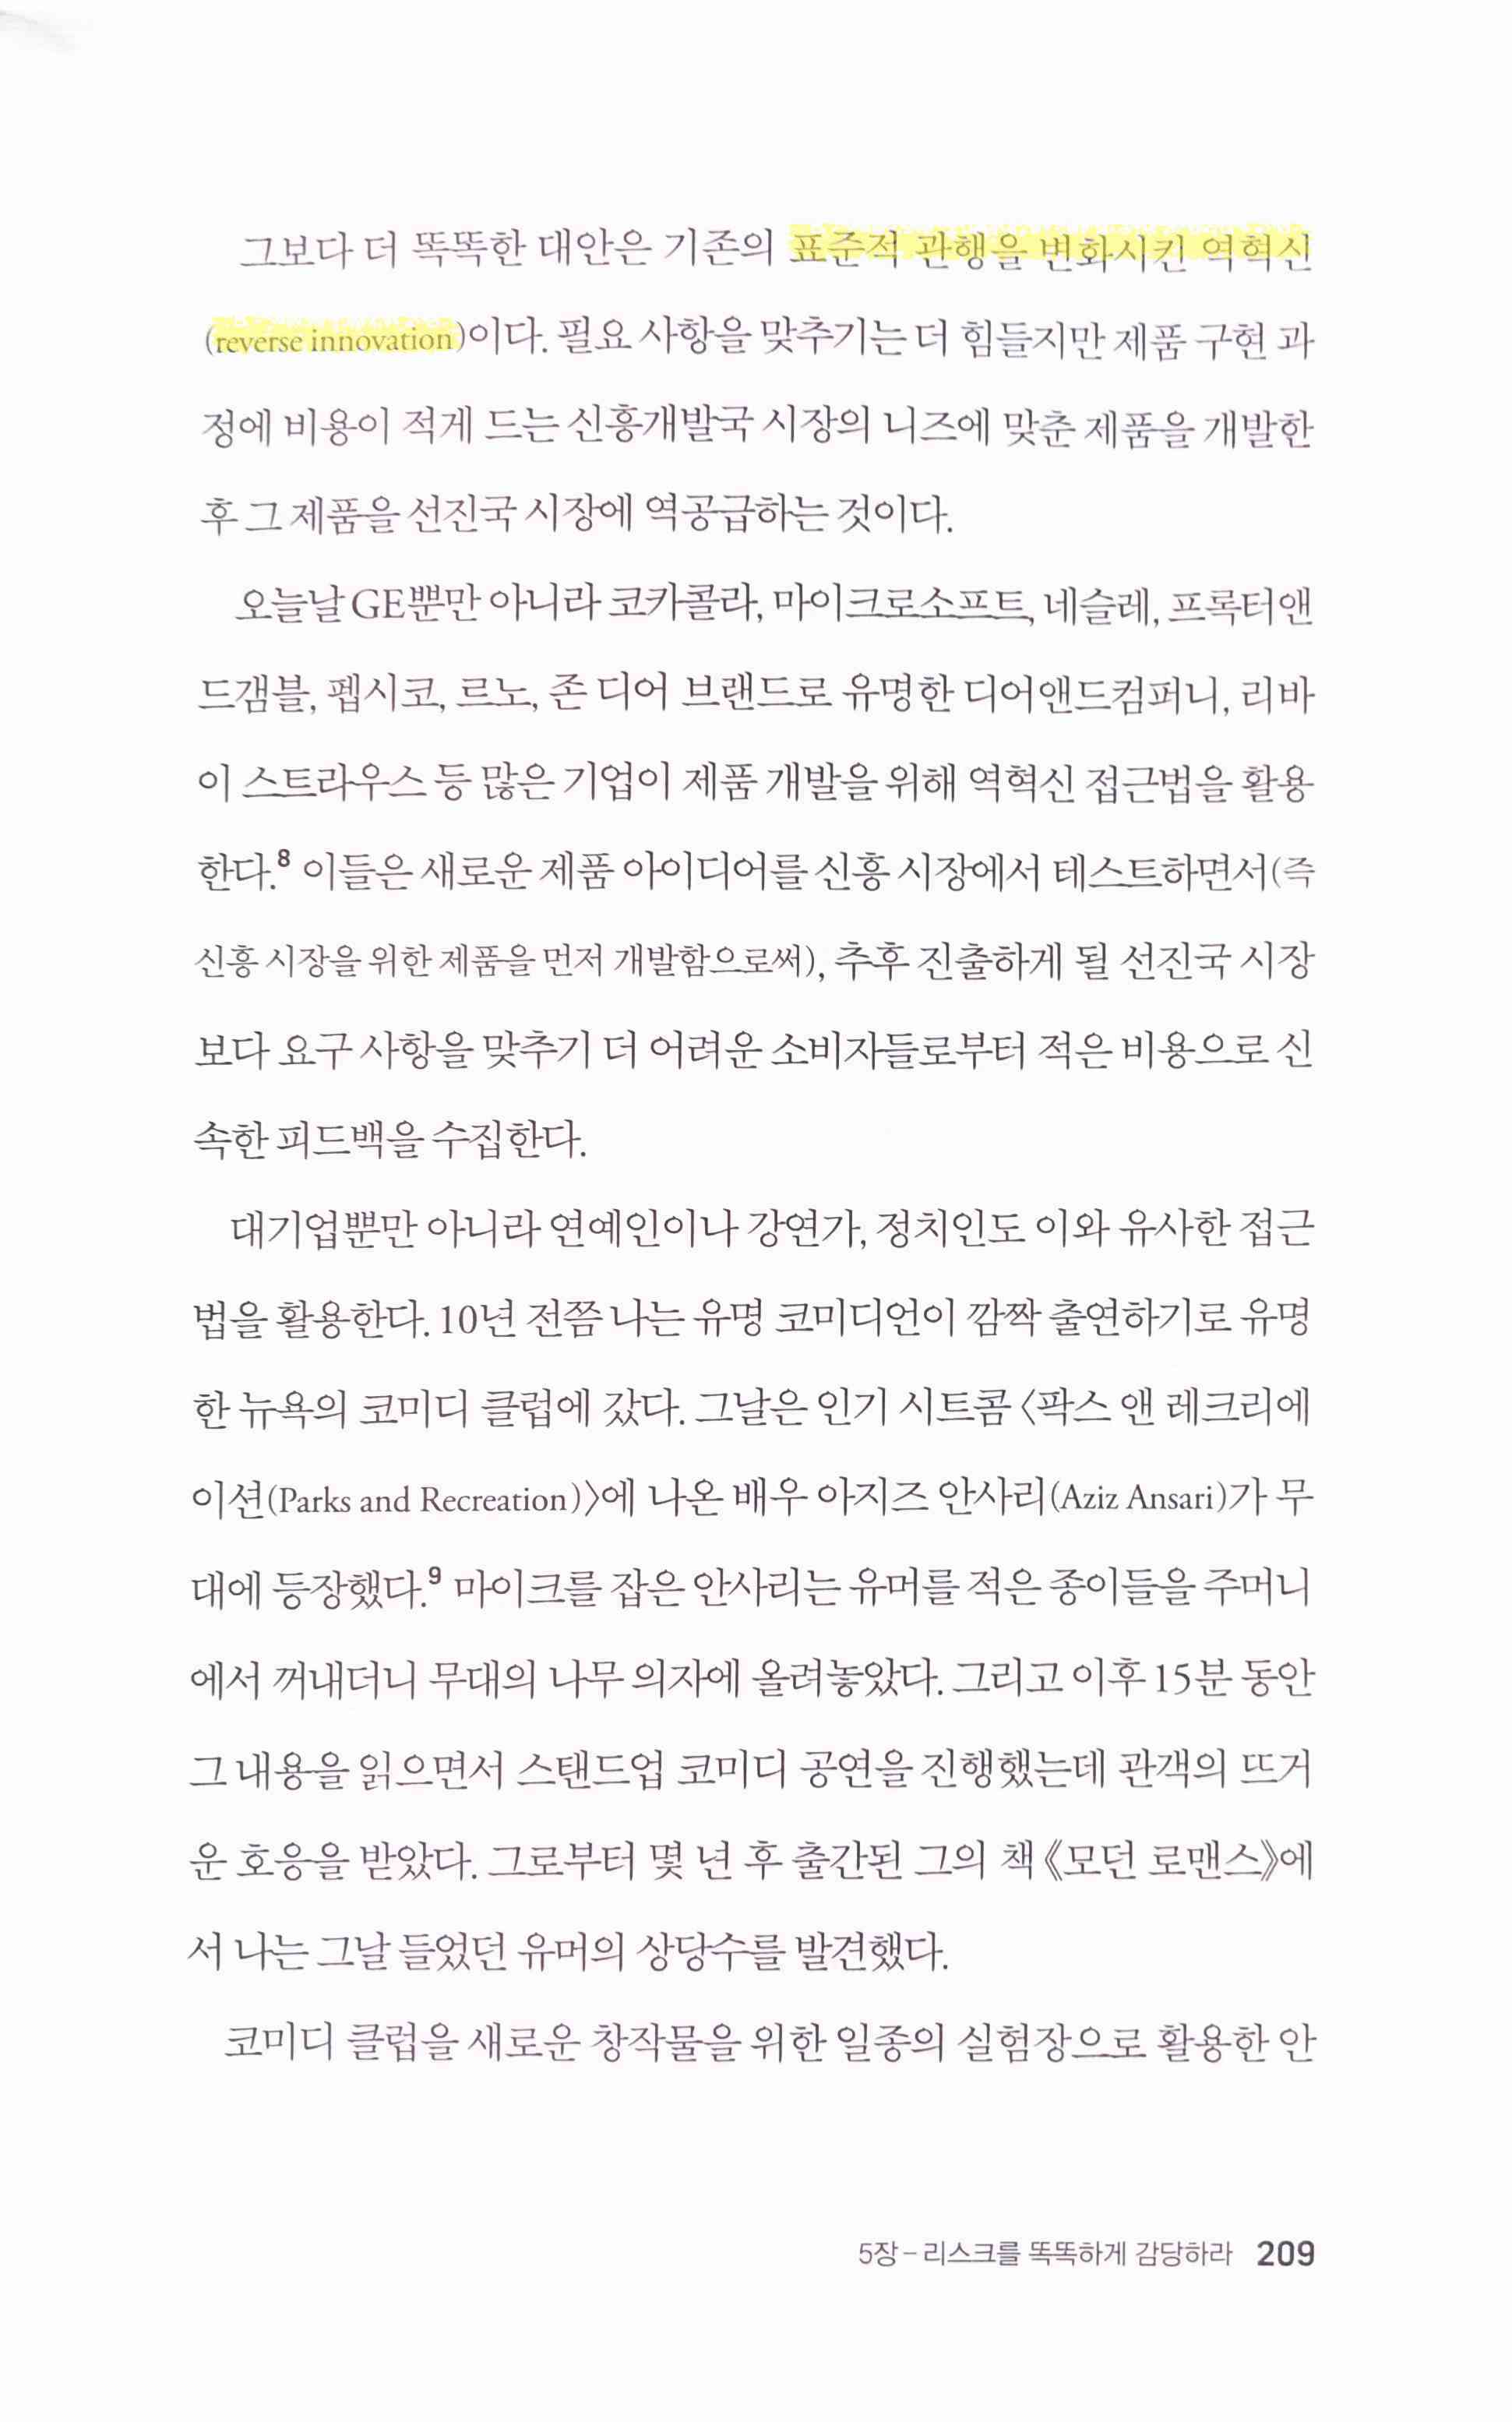 그보다 더 똑똑한 대안은 기존의 표준적 관행을 변화시킨 역혁신
(reverse innovation)이다. 필요 사항을 맞추기는 더 힘들지만 제품 구현 과
정에 비용이 적게 드는 신흥개발국 시장의 니즈에 맞춘 제품을 개발한
후 그 제품을 선진국 시장에 역공급하는 것이다.
오늘날 GE뿐만 아니라 코카콜라, 마이크로소프트, 네슬레, 프록터앤
드갬블, 펩시코, 르노, 존 디어 브랜드로 유명한 디어앤드컴퍼니, 리바
이 스트라우스 등 많은 기업이 제품 개발을 위해 역혁신 접근법을 활용
한다.⁸ 이들은 새로운 제품 아이디어를 신흥 시장에서 테스트하면서(즉
신흥 시장을 위한 제품을 먼저 개발함으로써), 추후 진출하게 될 선진국 시장
보다 요구 사항을 맞추기 더 어려운 소비자들로부터 적은 비용으로 신
속한 피드백을 수집한다.
대기업뿐만 아니라 연예인이나 강연가, 정치인도 이와 유사한 접근
법을 활용한다. 10년 전쯤 나는 유명 코미디언이 깜짝 출연하기로 유명
한 뉴욕의 코미디 클럽에 갔다. 그날은 인기 시트콤 〈팍스 앤 레크리에
이션(Parks and Recreation)〉에 나온 배우 아지즈 안사리(Aziz Ansari)가 무
대에 등장했다.⁹ 마이크를 잡은 안사리는 유머를 적은 종이들을 주머니
에서 꺼내더니 무대의 나무 의자에 올려놓았다. 그리고 이후 15분 동안
그 내용을 읽으면서 스탠드업 코미디 공연을 진행했는데 관객의 뜨거
운 호응을 받았다. 그로부터 몇 년 후 출간된 그의 책 《모던 로맨스》에
서 나는 그날 들었던 유머의 상당수를 발견했다.
코미디 클럽을 새로운 창작물을 위한 일종의 실험장으로 활용한 안
5장 – 리스크를 똑똑하게 감당하라 209